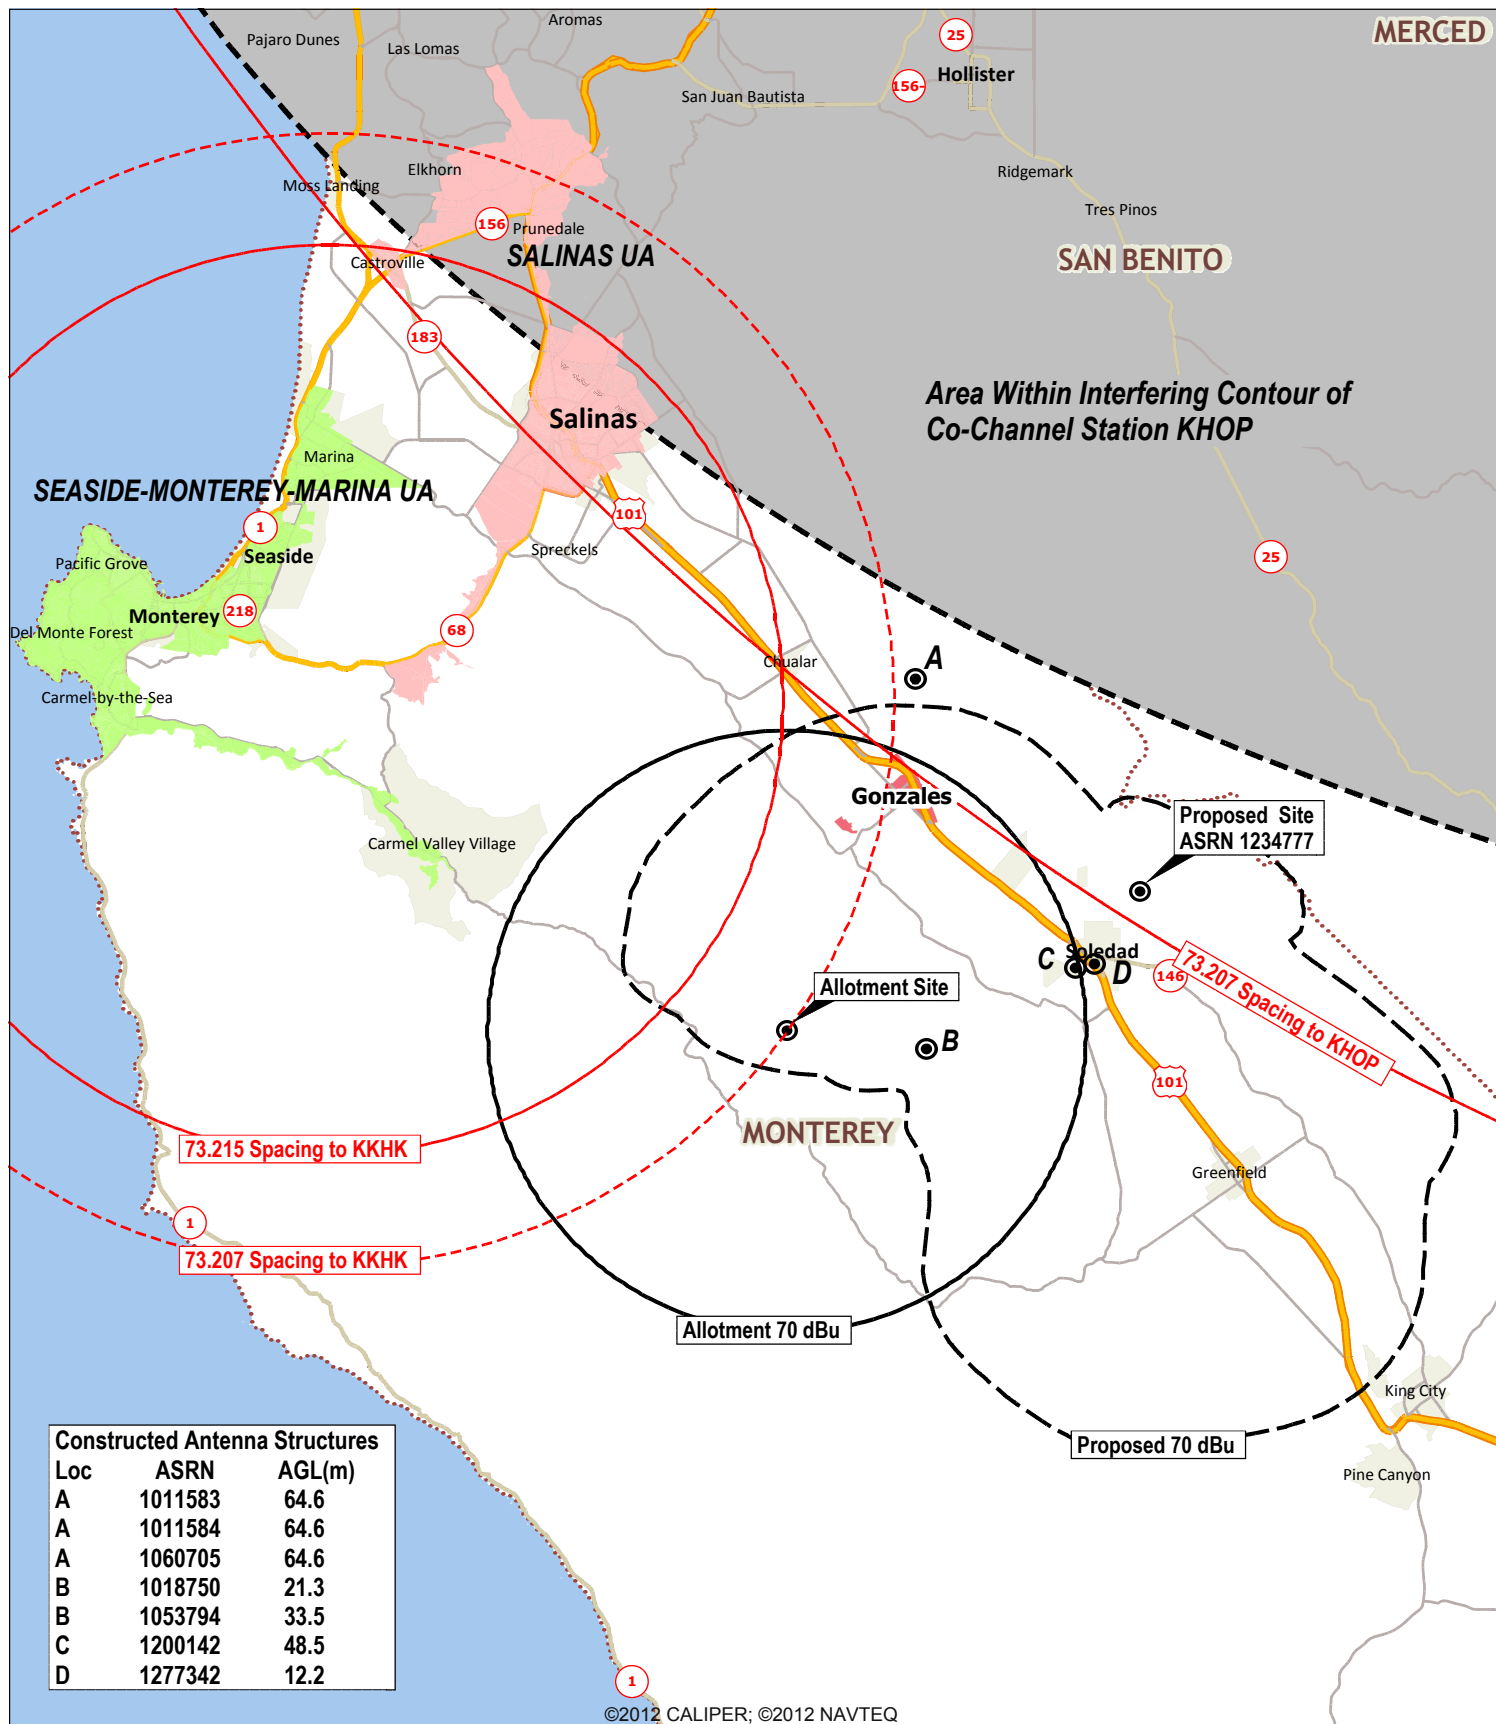 Aromas
Pajaro Dunes
Las Lomas
25
MERCED
Hollister
156-
San Juan Bautista
Elkhorn
Moss Landing
Ridgemark
Tres Pinos
156
Prunedale
SALINAS UA
Castroville
SAN BENITO
183
Area Within Interfering Contour of
Co-Channel Station KHOP
Salinas
Marina
SEASIDE-MONTEREY-MARINA UA
1
101
Seaside
Spreckels
25
Pacific Grove
Monterey
218
Del Monte Forest
68
Chualar
A
Carmel-by-the-Sea
Gonzales
Proposed Site
ASRN 1234777
Carmel Valley Village
Soledad
C
D
146
73.207 Spacing to KHOP
Allotment Site
B
101
MONTEREY
73.215 Spacing to KKHK
Greenfield
1
73.207 Spacing to KKHK
Allotment 70 dBu
King City
Proposed 70 dBu
Pine Canyon
Constructed Antenna Structures
Loc ASRN AGL(m)
A 1011583 64.6
A 1011584 64.6
A 1060705 64.6
B 1018750 21.3
B 1053794 33.5
C 1200142 48.5
D 1277342 12.2
1
©2012 CALIPER; ©2012 NAVTEQ